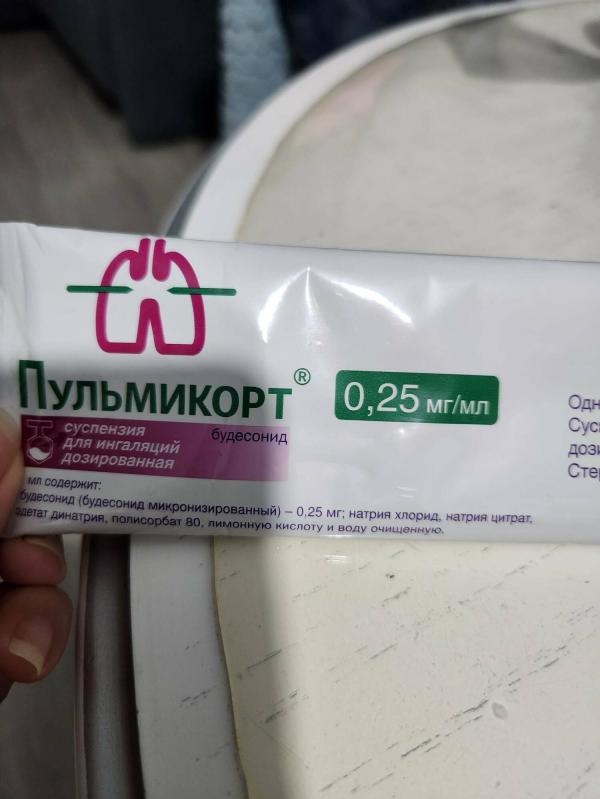 Пульмикорт®
0,25 мг/мл
суспензия
для ингаляций
дозированная
будесонид
мл содержит:
будесонид (будесонид микронизированный) – 0,25 мг; натрия хлорид, натрия цитрат,
эдетат динатрия, полисорбат 80, лимонную кислоту и воду очищенную.
Одн
Сус
дози
Стер